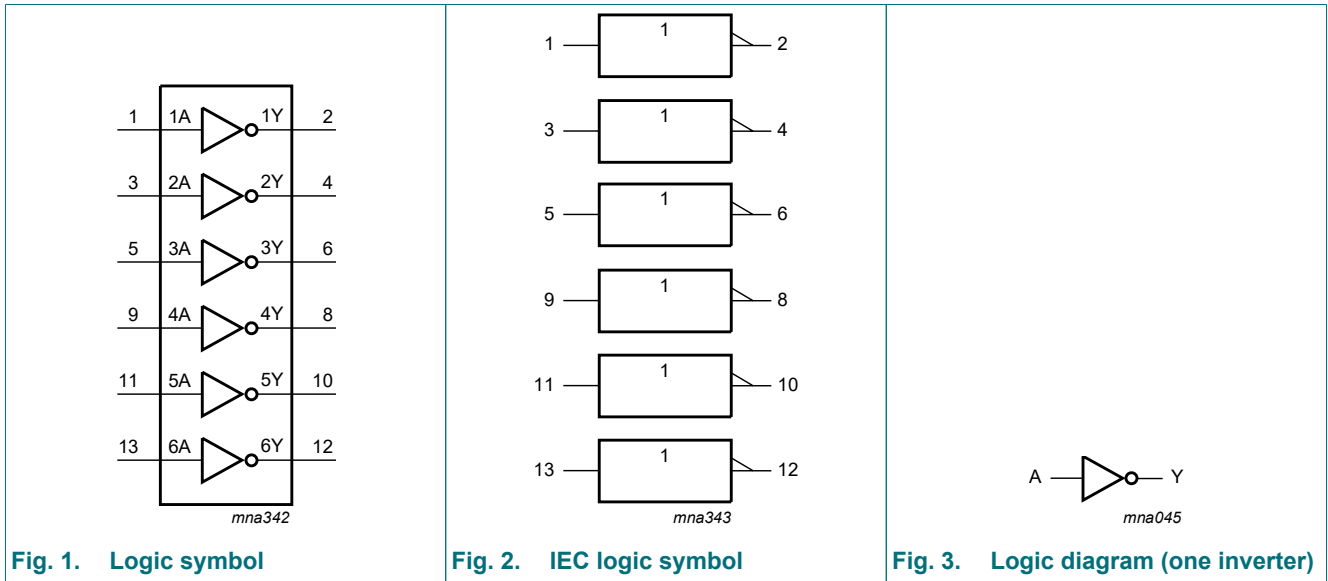 1 1A 1Y 2
3 2A 2Y 4
5 3A 3Y 6
9 4A 4Y 8
11 5A 5Y 10
13 6A 6Y 12
mna342
Fig. 1. Logic symbol
1 1 2
3 1 4
5 1 6
9 1 8
11 1 10
13 1 12
mna343
Fig. 2. IEC logic symbol
A Y
mna045
Fig. 3. Logic diagram (one inverter)